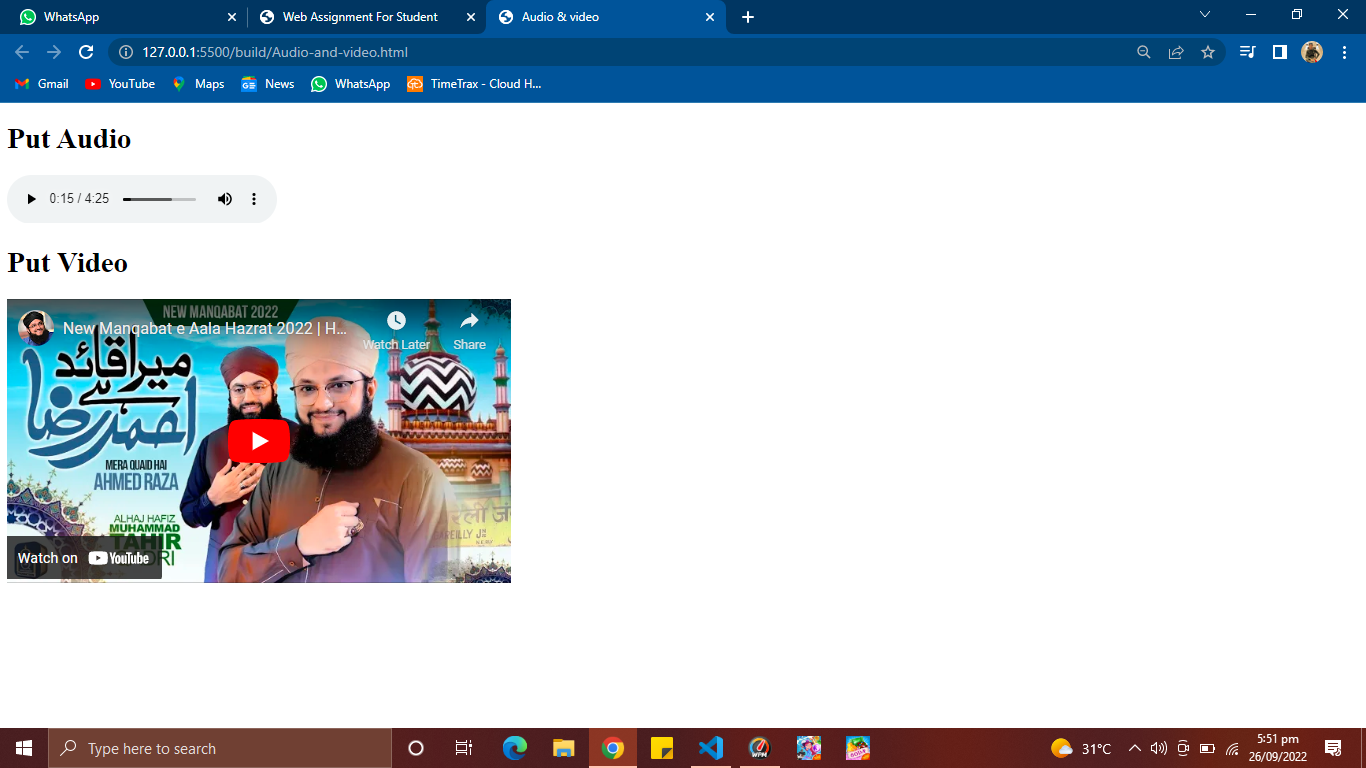 WhatsApp
Web Assignment For Student
Audio & video
127.0.0.1:5500/build/Audio-and-video.html
Gmail
YouTube
Maps
News
WhatsApp
TimeTrax - Cloud H...
Put Audio
0:15 / 4:25
Put Video
NEW MANQABAT 2022
New Manqabat e Aala Hazrat 2022 | H...
Watch Later
Share
میرا قائد
ہے
احمد رضا
MERA QUAID HAI
AHMED RAZA
ALHAJ HAFIZ
MUHAMMAD
TAHIR
Watch on YouTube
Type here to search
WPM
31°C
5:51 pm
26/09/2022